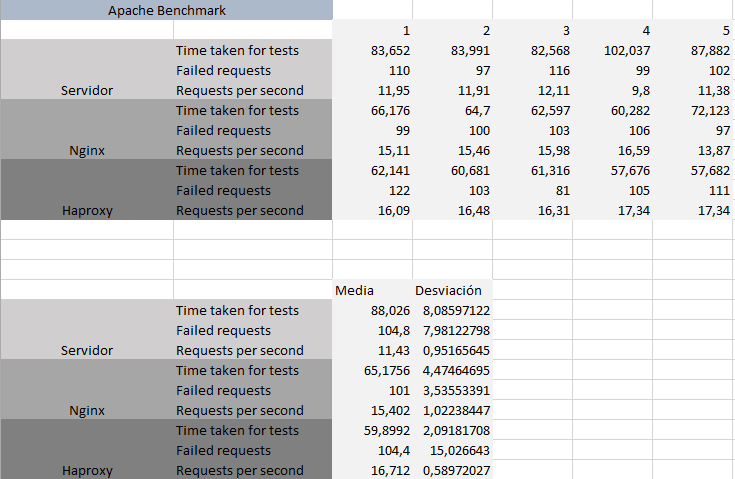 Apache Benchmark
1 2 3 4 5
Time taken for tests 83,652 83,991 82,568 102,037 87,882
Failed requests 110 97 116 99 102
Servidor Requests per second 11,95 11,91 12,11 9,8 11,38
Time taken for tests 66,176 64,7 62,597 60,282 72,123
Failed requests 99 100 103 106 97
Nginx Requests per second 15,11 15,46 15,98 16,59 13,87
Time taken for tests 62,141 60,681 61,316 57,676 57,682
Failed requests 122 103 81 105 111
Haproxy Requests per second 16,09 16,48 16,31 17,34 17,34
Media Desviación
Time taken for tests 88,026 8,08597122
Failed requests 104,8 7,98122798
Servidor Requests per second 11,43 0,95165645
Time taken for tests 65,1756 4,47464695
Failed requests 101 3,53553391
Nginx Requests per second 15,402 1,02238447
Time taken for tests 59,8992 2,09181708
Failed requests 104,4 15,026643
Haproxy Requests per second 16,712 0,58972027